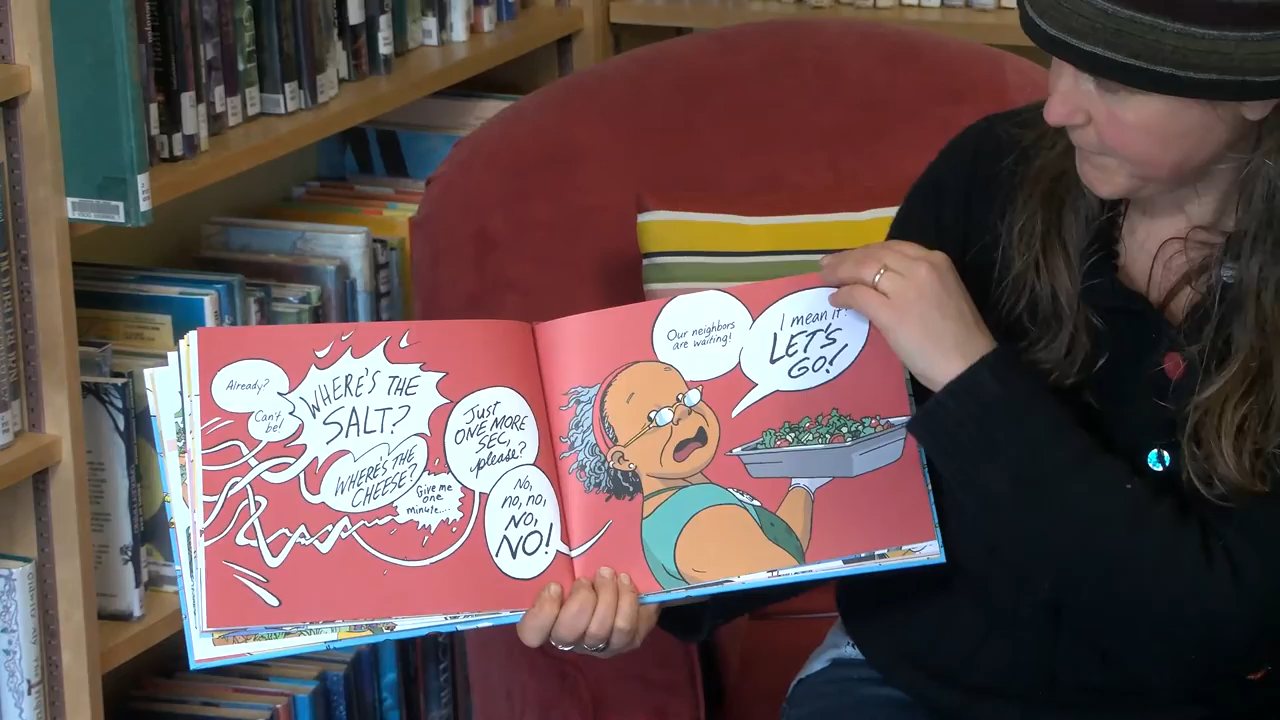 Already?
Can't
be!
WHERE'S THE
SALT?
WHERE'S THE
CHEESE?
Give me
one
minute....
JUST
ONE MORE
SEC,
please?
No,
no, no,
NO,
NO!
Our neighbors
are waiting!
I mean it!
LET'S
GO!